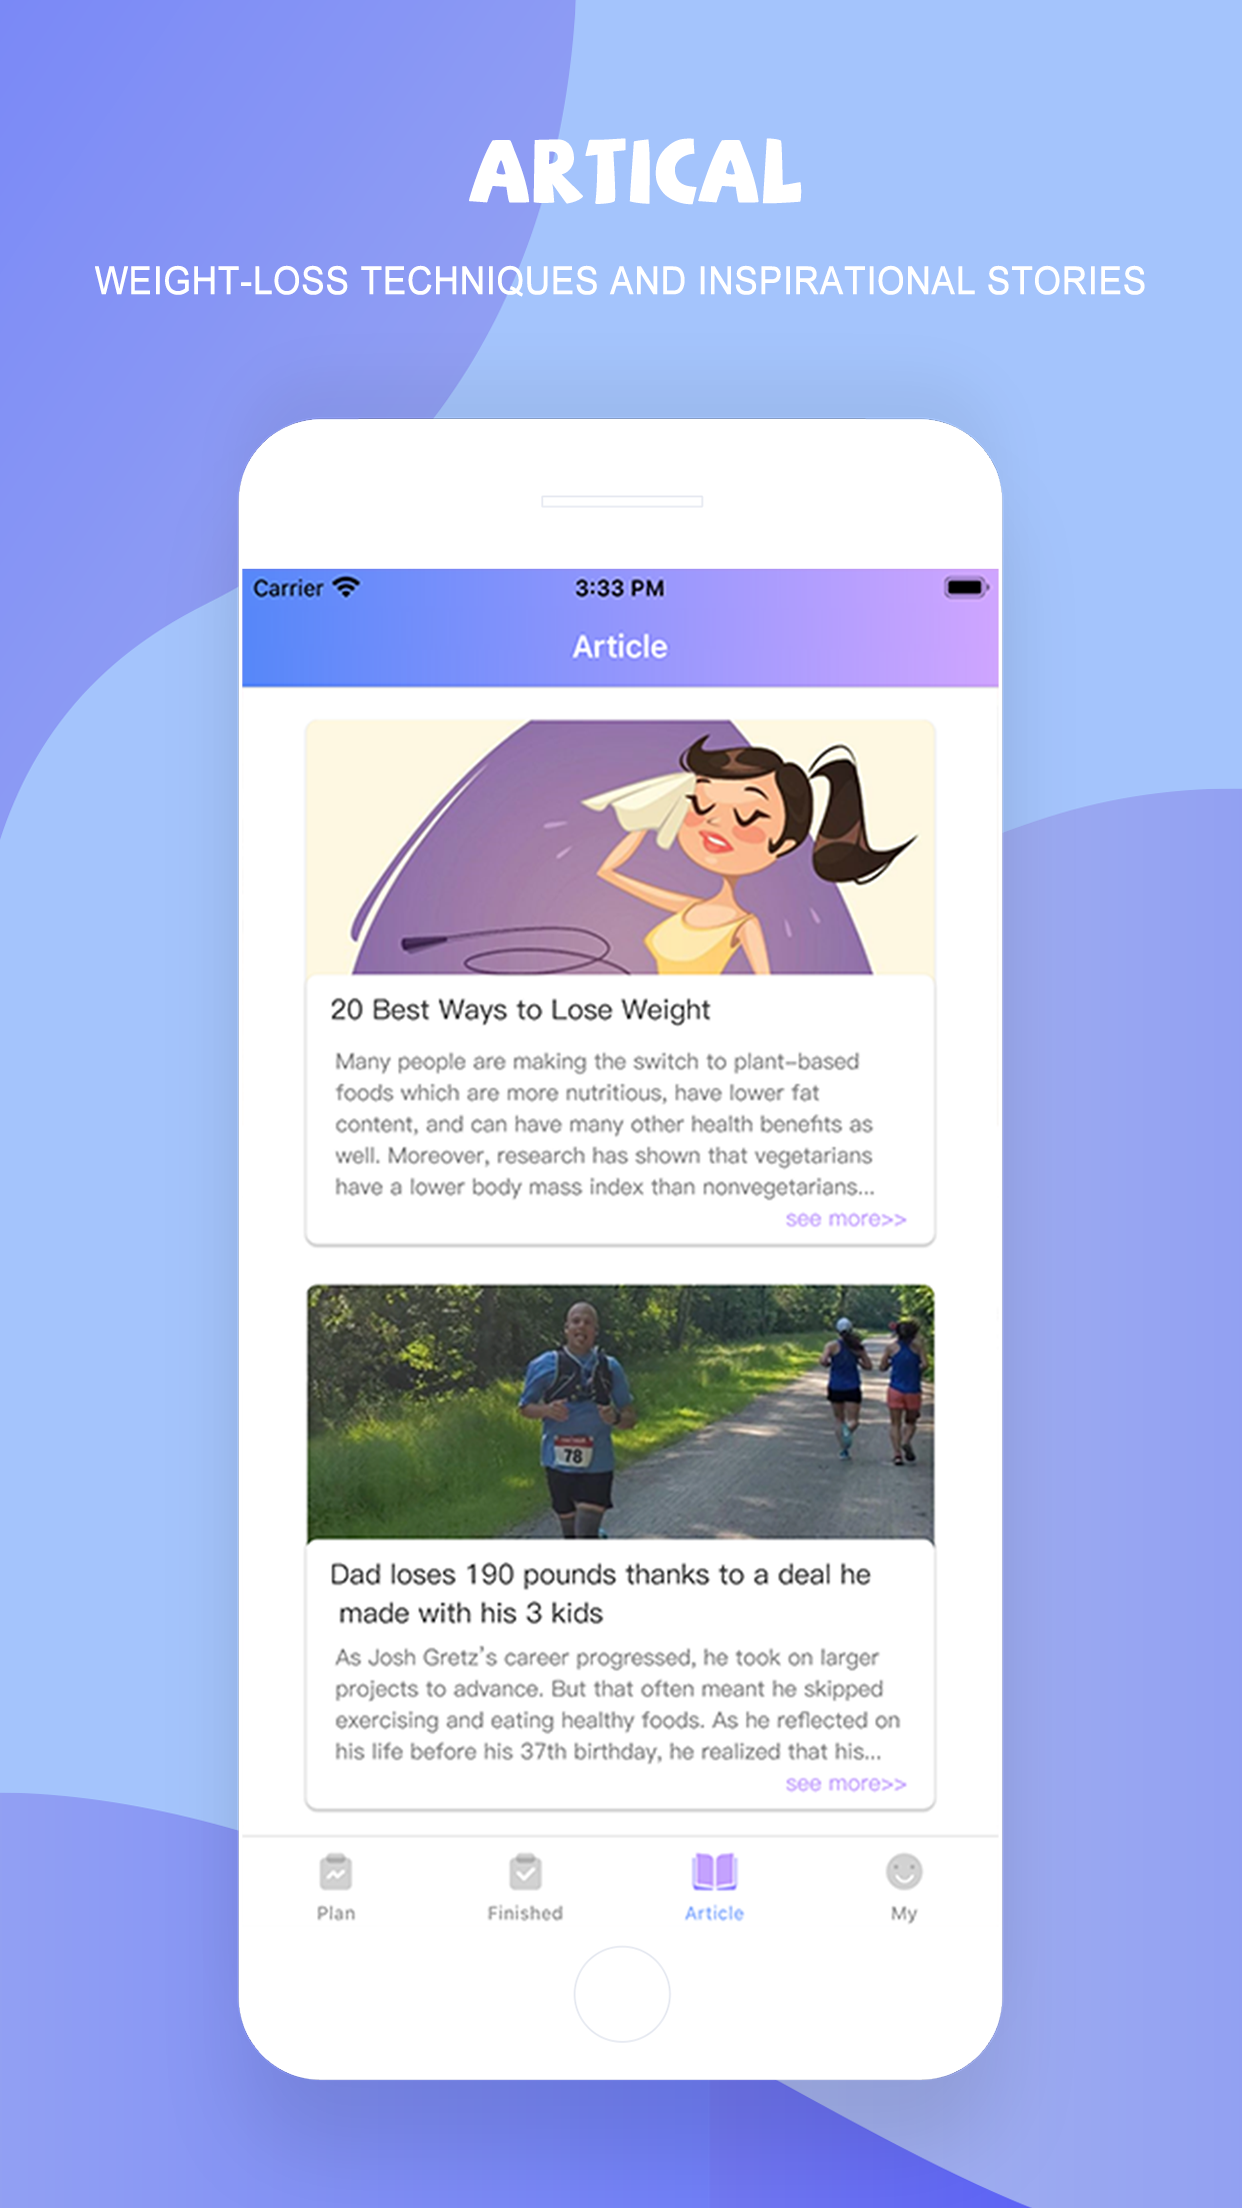 ARTICAL
WEIGHT-LOSS TECHNIQUES AND INSPIRATIONAL STORIES
Carrier 3:33 PM
Article
20 Best Ways to Lose Weight
Many people are making the switch to plant-based
foods which are more nutritious, have lower fat
content, and can have many other health benefits as
well. Moreover, research has shown that vegetarians
have a lower body mass index than nonvegetarians...
see more>>
78
Dad loses 190 pounds thanks to a deal he
made with his 3 kids
As Josh Gretz's career progressed, he took on larger
projects to advance. But that often meant he skipped
exercising and eating healthy foods. As he reflected on
his life before his 37th birthday, he realized that his...
see more>>
Plan Finished Article My